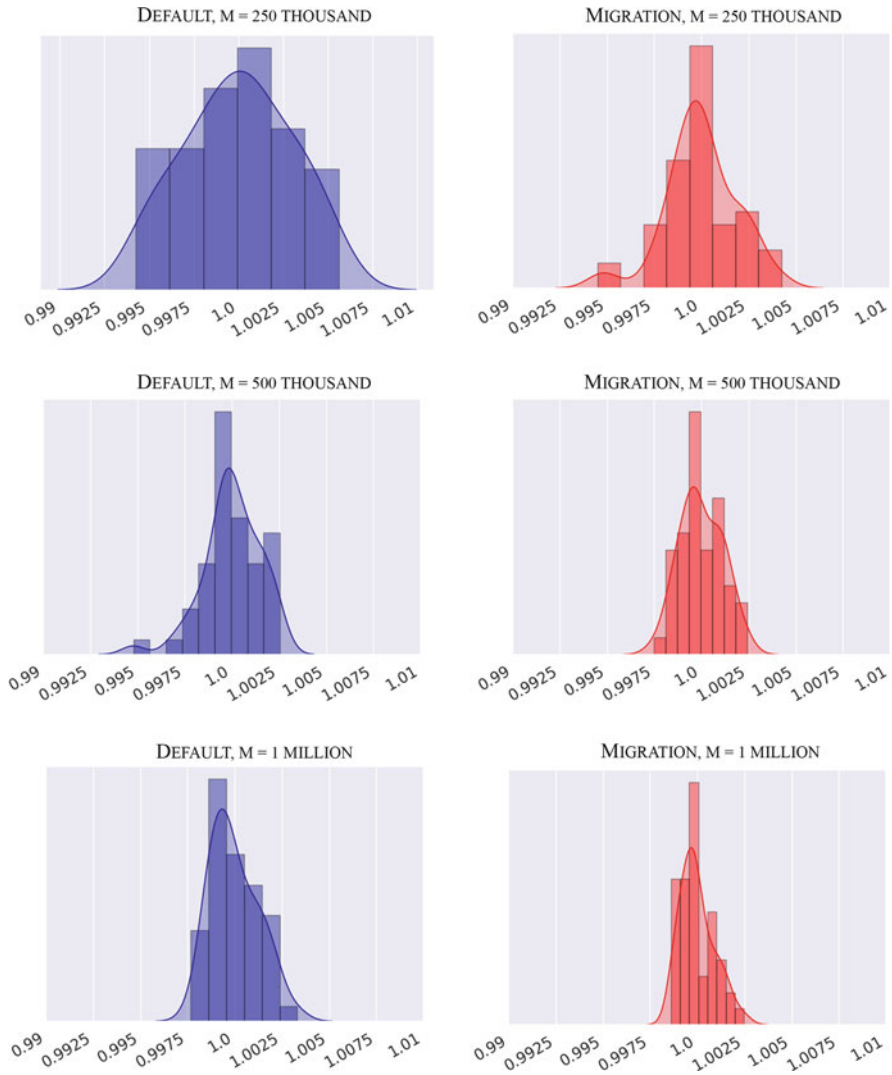 DEFAULT, M = 250 THOUSAND
MIGRATION, M = 250 THOUSAND
0.99 0.9925 0.995 0.9975 1.0 1.0025 1.005 1.0075 1.01
0.99 0.9925 0.995 0.9975 1.0 1.0025 1.005 1.0075 1.01
DEFAULT, M = 500 THOUSAND
MIGRATION, M = 500 THOUSAND
0.99 0.9925 0.995 0.9975 1.0 1.0025 1.005 1.0075 1.01
0.99 0.9925 0.995 0.9975 1.0 1.0025 1.005 1.0075 1.01
DEFAULT, M = 1 MILLION
MIGRATION, M = 1 MILLION
0.99 0.9925 0.995 0.9975 1.0 1.0025 1.005 1.0075 1.01
0.99 0.9925 0.995 0.9975 1.0 1.0025 1.005 1.0075 1.01